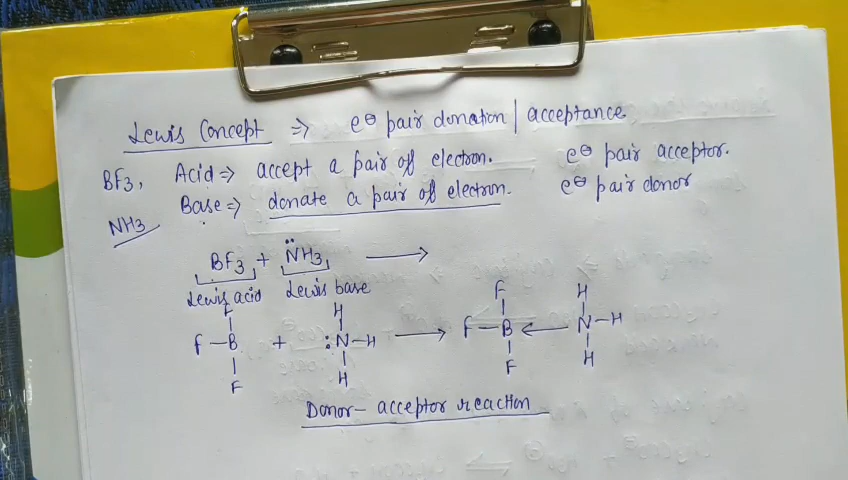 Lewis Concept ⇒ e⊖ pair donation | acceptance
BF3, Acid ⇒ accept a pair of electron. e⊖ pair acceptor.
NH3 Base ⇒ donate a pair of electron. e⊖ pair donor
BF3 + N̈H3 ⟶
Lewis acid Lewis base
F H F H
F – B + :N – H ⟶ F – B ⟵ N – H
F H F H
Donor – acceptor reaction